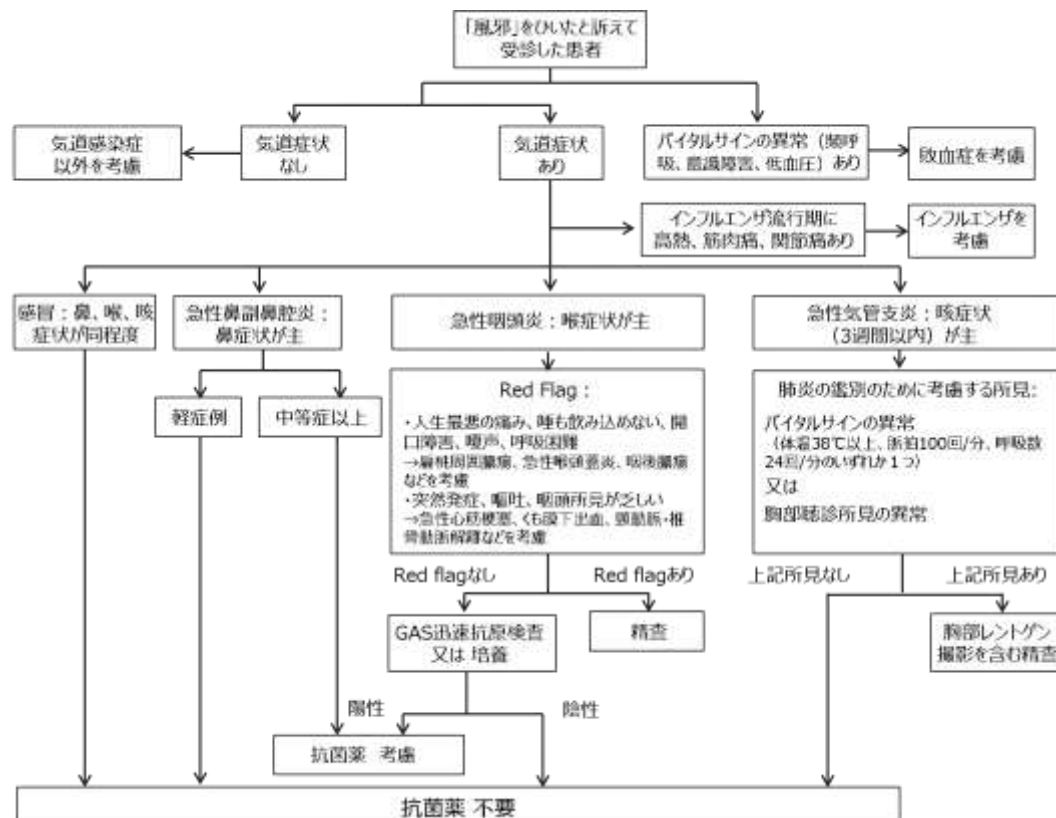 「風邪」をひいたと訴えて
受診した患者
気道感染症
以外を考慮
気道症状
なし
気道症状
あり
バイタルサインの異常（頻呼
吸、意識障害、低血圧）あり
敗血症を考慮
インフルエンザ流行期に
高熱、筋肉痛、関節痛あり
インフルエンザを
考慮
感冒：鼻、喉、咳
症状が同程度
急性鼻副鼻腔炎：
鼻症状が主
急性咽頭炎：喉症状が主
急性気管支炎：咳症状
（3週間以内）が主
軽症例
中等症以上
Red Flag：
・人生最悪の痛み、唾も飲み込めない、開
口障害、嗄声、呼吸困難
→扁桃周囲膿瘍、急性喉頭蓋炎、咽後膿瘍
などを考慮
・突然発症、嘔吐、咽頭所見が乏しい
→急性心筋梗塞、くも膜下出血、頸動脈・椎
骨動脈解離などを考慮
肺炎の鑑別のために考慮する所見：
バイタルサインの異常
（体温38℃以上、脈拍100回/分、呼吸数
24回/分のいずれか１つ）
又は
胸部聴診所見の異常
Red flagなし
Red flagあり
上記所見なし
上記所見あり
GAS迅速抗原検査
又は 培養
精査
胸部レントゲン
撮影を含む精査
陽性
陰性
抗菌薬 考慮
抗菌薬 不要